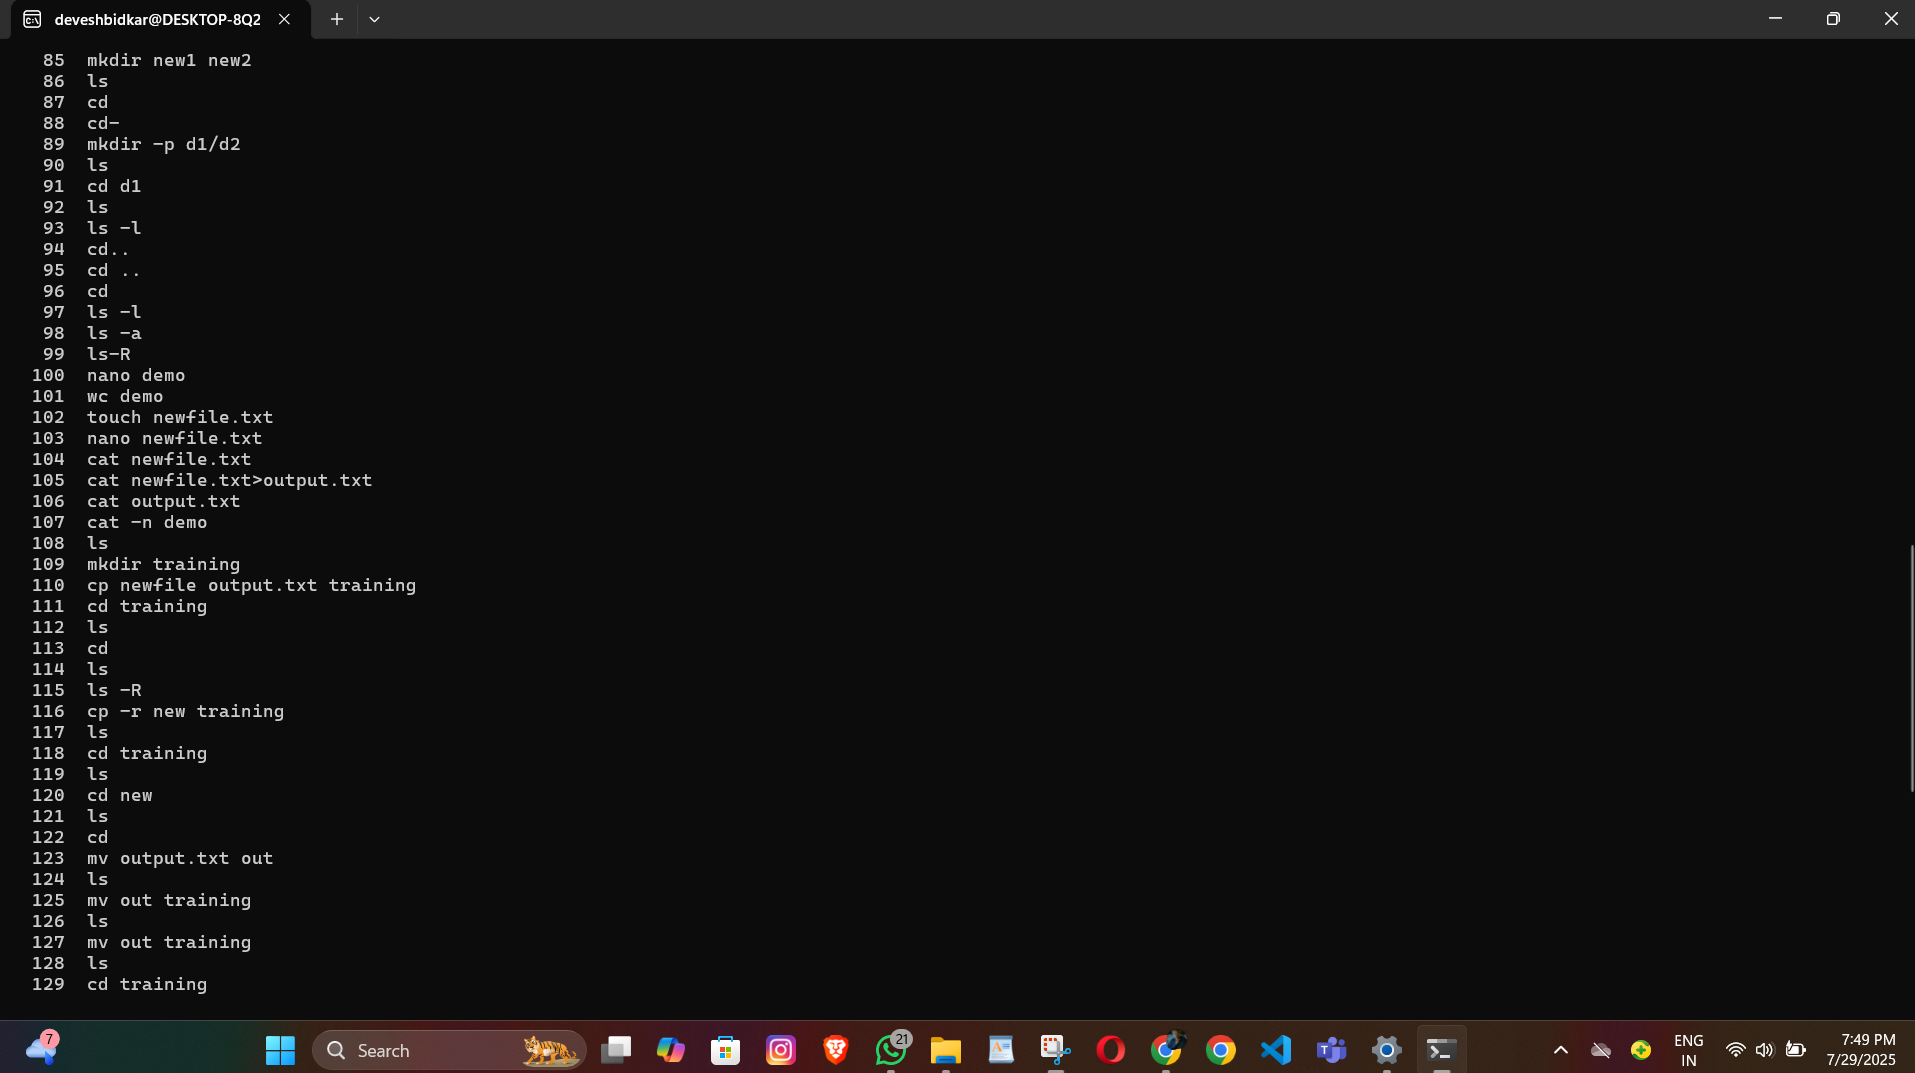 deveshbidkar@DESKTOP-8Q2
85 mkdir new1 new2
86 ls
87 cd
88 cd-
89 mkdir -p d1/d2
90 ls
91 cd d1
92 ls
93 ls -l
94 cd..
95 cd ..
96 cd
97 ls -l
98 ls -a
99 ls-R
100 nano demo
101 wc demo
102 touch newfile.txt
103 nano newfile.txt
104 cat newfile.txt
105 cat newfile.txt>output.txt
106 cat output.txt
107 cat -n demo
108 ls
109 mkdir training
110 cp newfile output.txt training
111 cd training
112 ls
113 cd
114 ls
115 ls -R
116 cp -r new training
117 ls
118 cd training
119 ls
120 cd new
121 ls
122 cd
123 mv output.txt out
124 ls
125 mv out training
126 ls
127 mv out training
128 ls
129 cd training
7
Search
21
ENG
IN
7:49 PM
7/29/2025